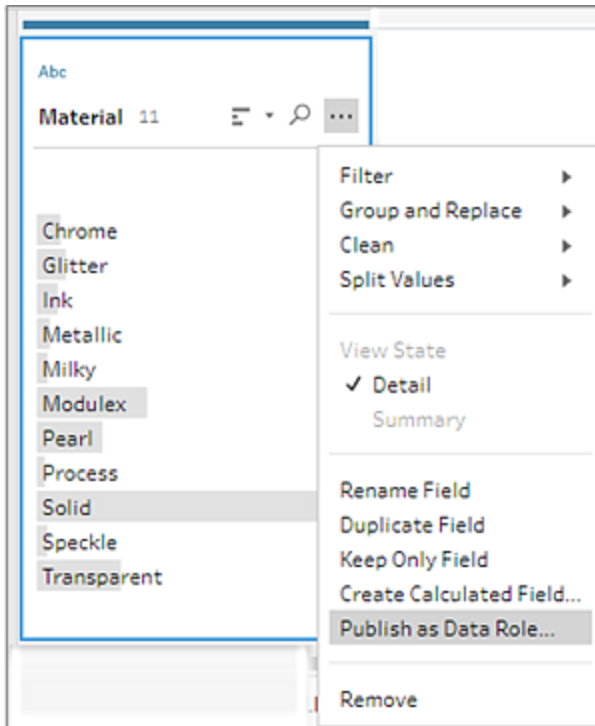 Abc
Material 11
Chrome
Glitter
Ink
Metallic
Milky
Modulex
Pearl
Process
Solid
Speckle
Transparent
Filter
Group and Replace
Clean
Split Values
View State
✓ Detail
Summary
Rename Field
Duplicate Field
Keep Only Field
Create Calculated Field...
Publish as Data Role...
Remove